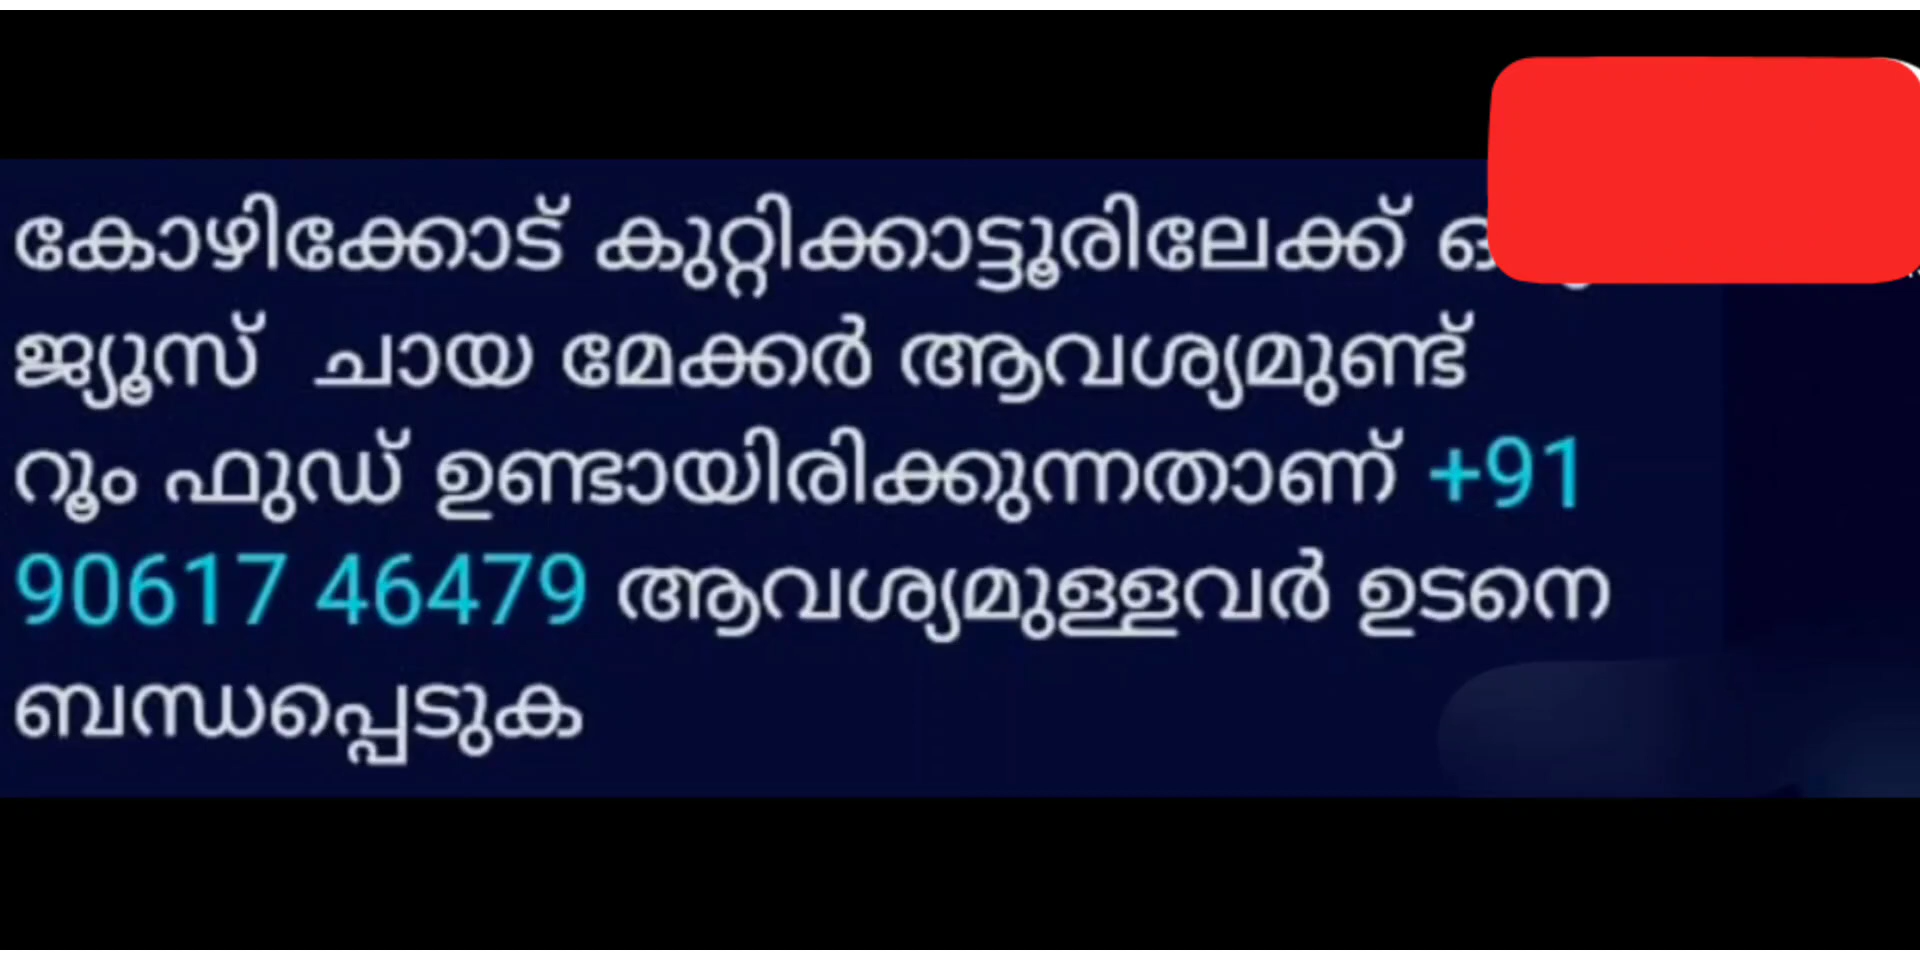 കോഴിക്കോട് കുറ്റിക്കാട്ടൂരിലേക്ക്
ജ്യൂസ് ചായ മേക്കർ ആവശ്യമുണ്ട്
റൂം ഫുഡ് ഉണ്ടായിരിക്കുന്നതാണ് +91
90617 46479 ആവശ്യമുള്ളവർ ഉടനെ
ബന്ധപ്പെടുക